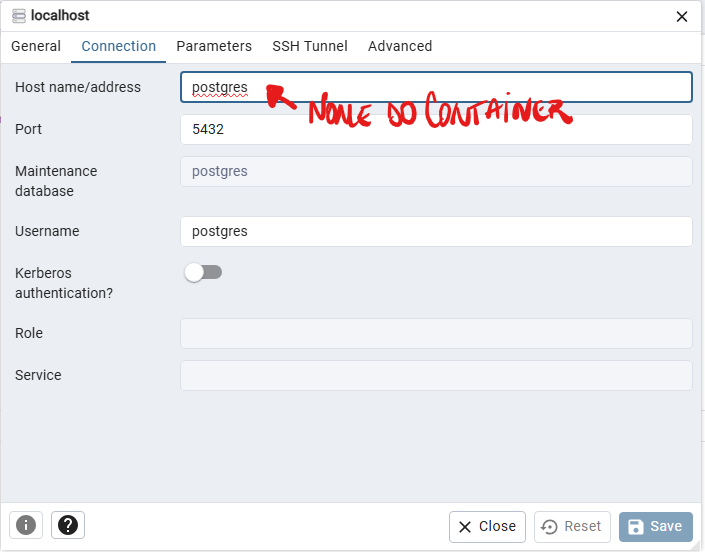 localhost
General Connection Parameters SSH Tunnel Advanced
Host name/address postgres
NOME DO CONTAINER
Port 5432
Maintenance database postgres
Username postgres
Kerberos authentication?
Role
Service
Close Reset Save